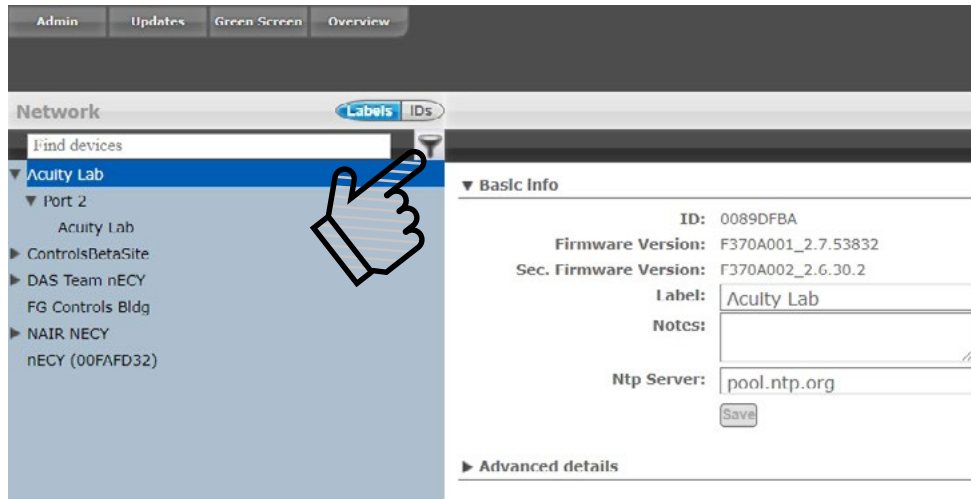 Admin Updates Green Screen Overview
Network Labels IDs
Find devices
Acuity Lab
Port 2
Acuity Lab
ControlsBetaSite
DAS Team nECY
FG Controls Bldg
NAIR NECY
nECY (00FAFD32)
Basic Info
ID: 0089DFBA
Firmware Version: F370A001_2.7.53832
Sec. Firmware Version: F370A002_2.6.30.2
Label: Acuity Lab
Notes:
Ntp Server: pool.ntp.org
Save
Advanced details